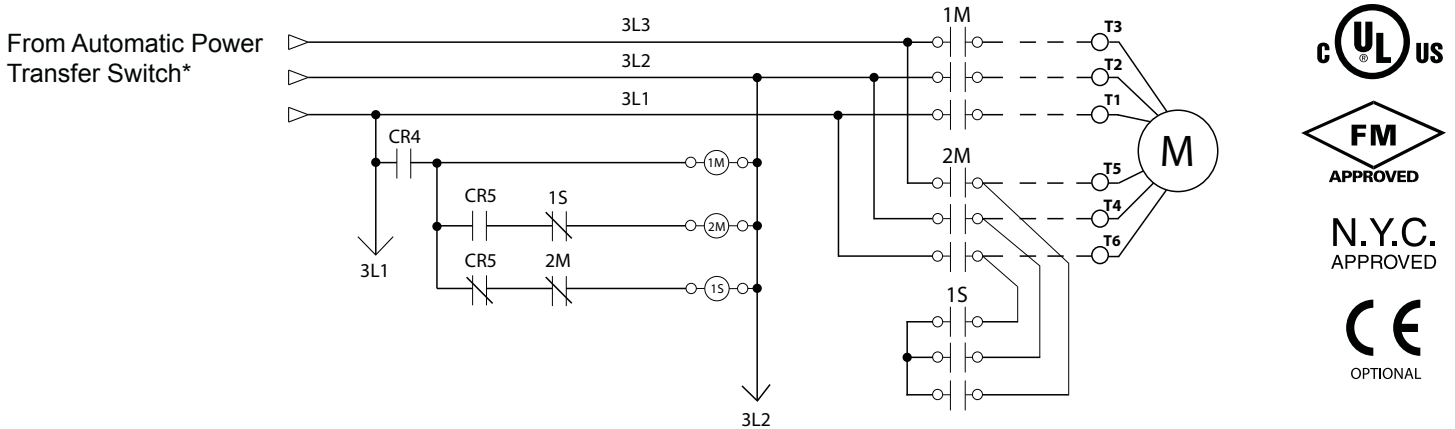 From Automatic Power
Transfer Switch*
3L3
3L2
3L1
1M
T3
T2
T1
M
2M
T5
T4
T6
1S
CR4
1M
CR5
1S
2M
CR5
2M
1S
3L1
3L2
C UL ® US
FM
APPROVED
N.Y.C.
APPROVED
CE
OPTIONAL